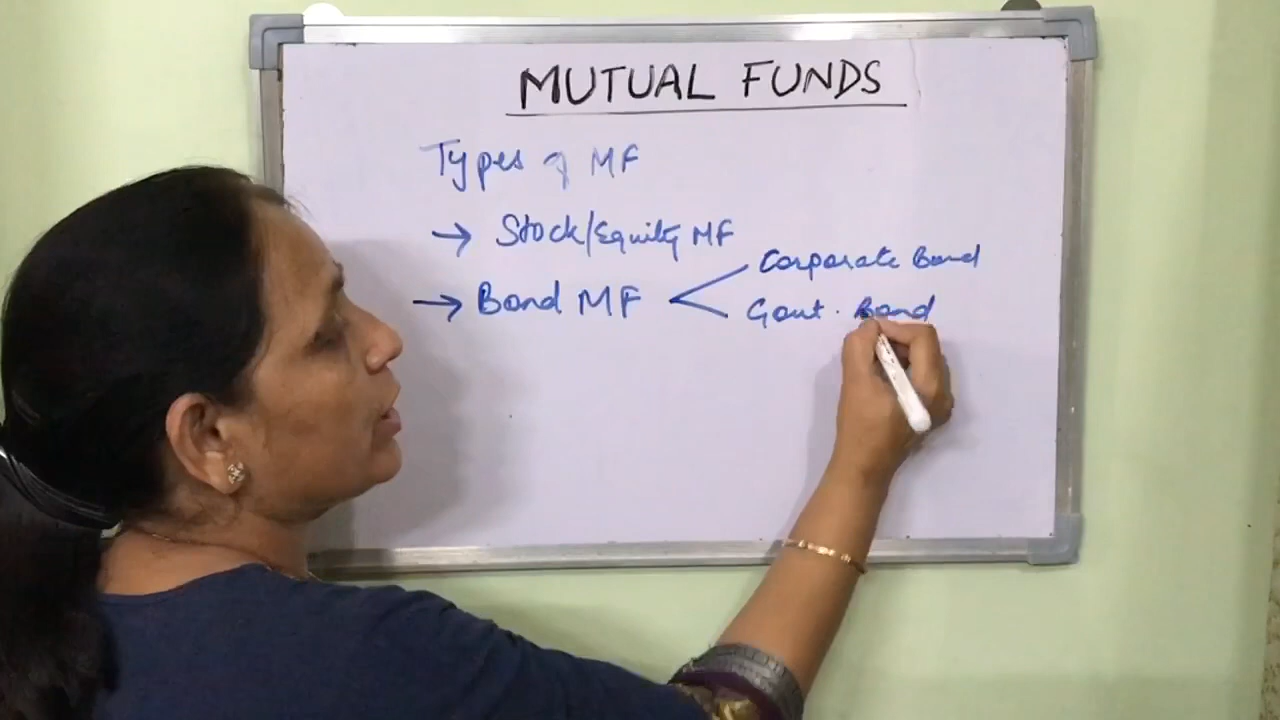 MUTUAL FUNDS
Types of MF
→ Stock/Equity MF
→ Bond MF < Corporate Bond
Govt. Bond